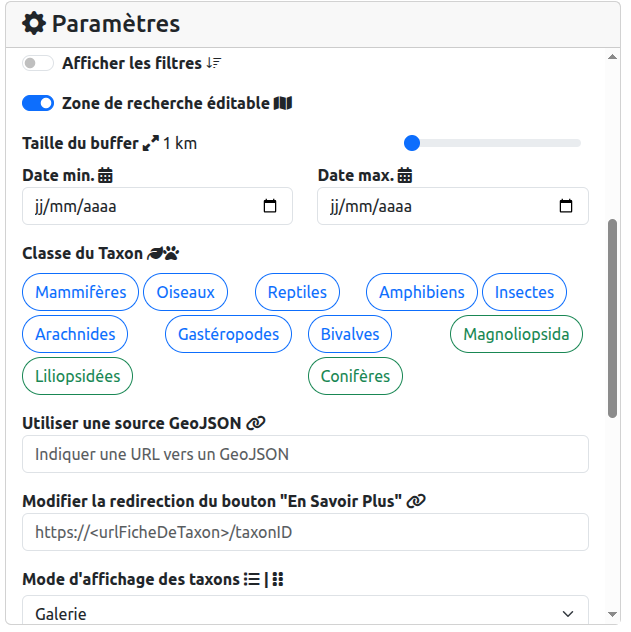 Paramètres
Afficher les filtres
Zone de recherche éditable
Taille du buffer 1 km
Date min. Date max.
jj/mm/aaaa jj/mm/aaaa
Classe du Taxon
Mammifères Oiseaux Reptiles Amphibiens Insectes
Arachnides Gastéropodes Bivalves Magnoliopsida
Liliopsidées Conifères
Utiliser une source GeoJSON
Indiquer une URL vers un GeoJSON
Modifier la redirection du bouton "En Savoir Plus"
https://<urlFicheDeTaxon>/taxonID
Mode d'affichage des taxons |
Galerie